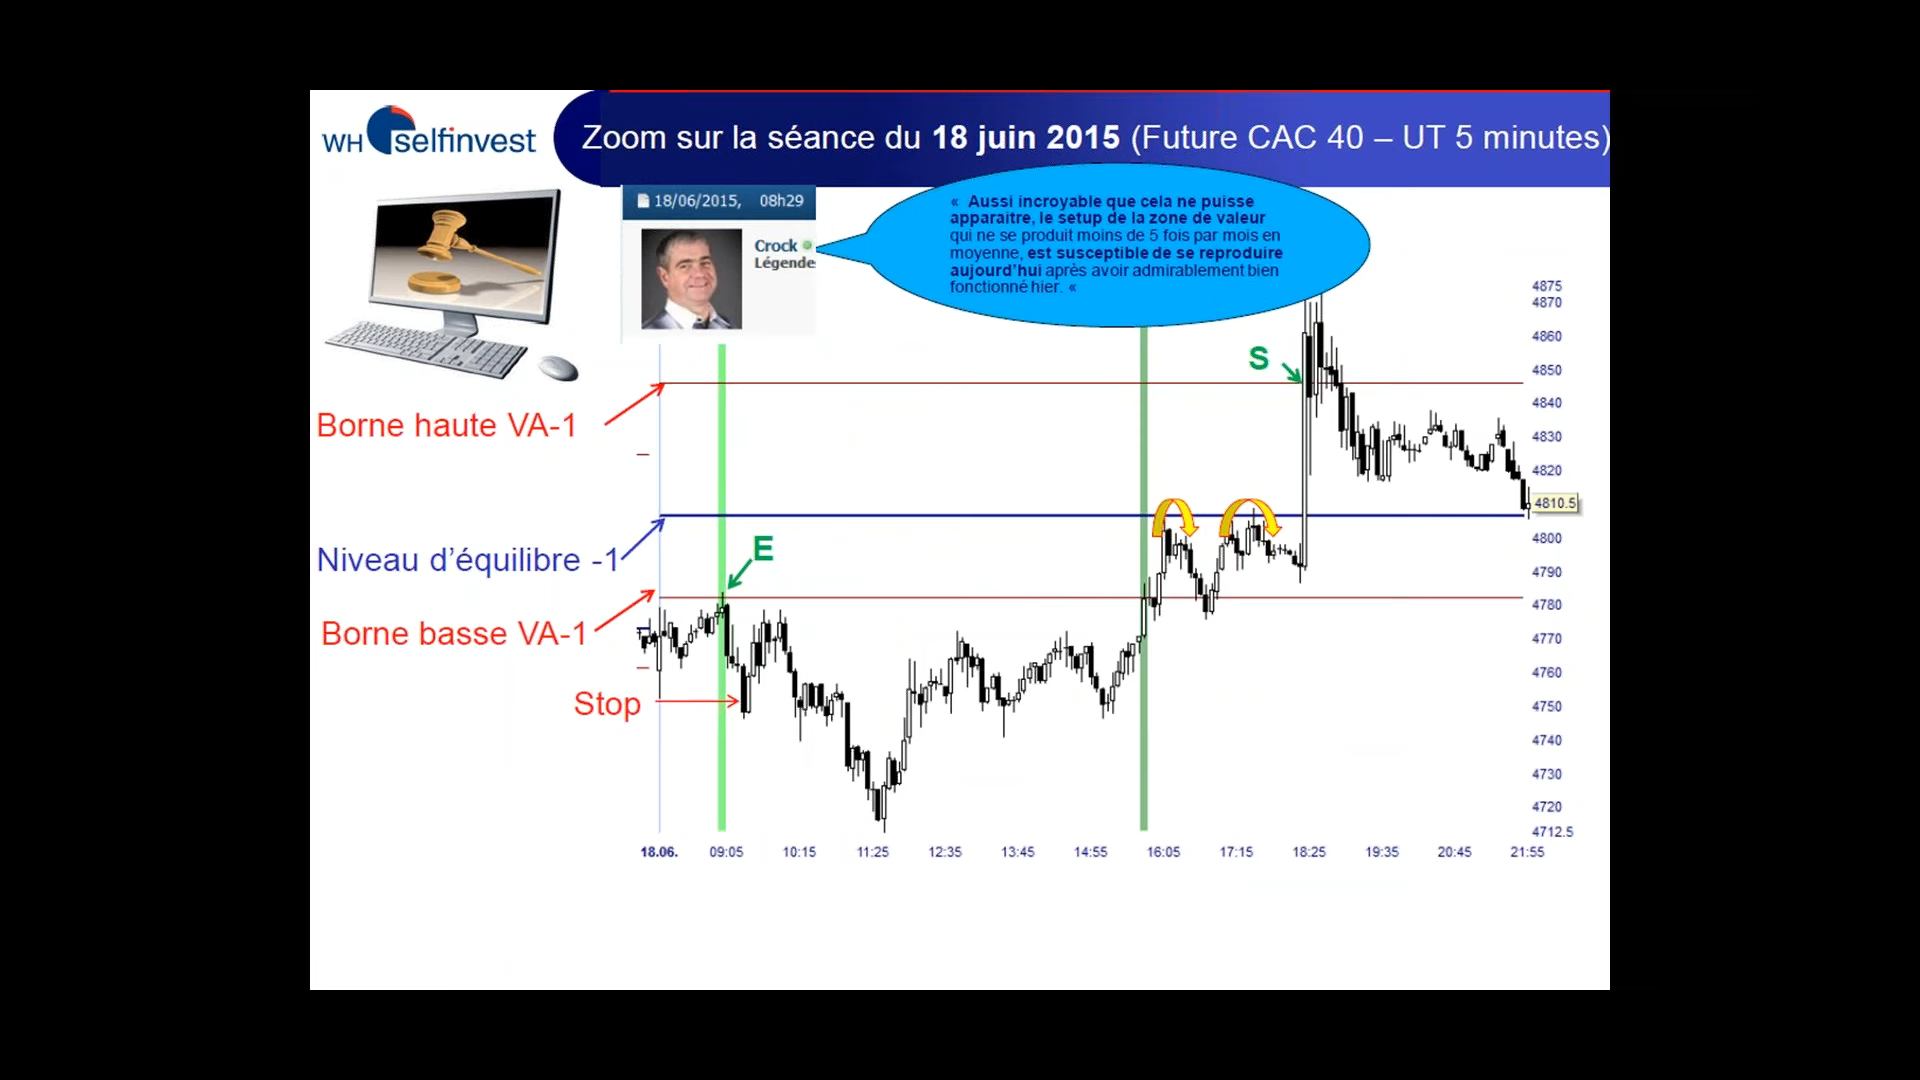 WH selfinvest
Zoom sur la séance du 18 juin 2015 (Future CAC 40 – UT 5 minutes)
18/06/2015, 08h29
Crock
Légende
« Aussi incroyable que cela ne puisse
apparaitre, le setup de la zone de valeur
qui ne se produit moins de 5 fois par mois en
moyenne, est susceptible de se reproduire
aujourd’hui après avoir admirablement bien
fonctionné hier. «
4875
4870
4860
S
4850
4840
Borne haute VA-1
4830
4820
4810.5
4800
E
Niveau d’équilibre -1
4790
4780
Borne basse VA-1
4770
4760
Stop
4750
4740
4730
4720
4712.5
18.06. 09:05 10:15 11:25 12:35 13:45 14:55 16:05 17:15 18:25 19:35 20:45 21:55